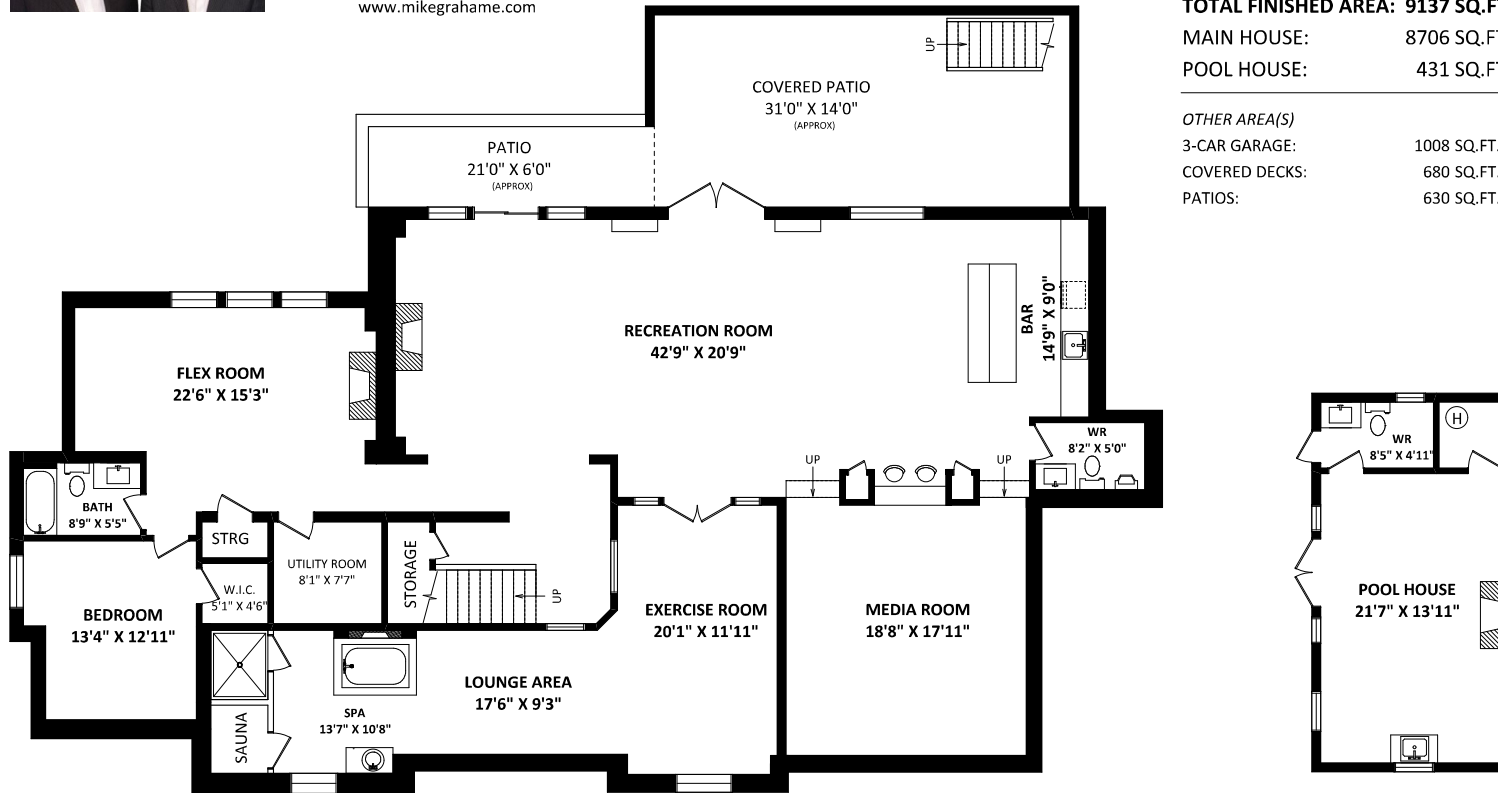 www.mikegrahame.com
TOTAL FINISHED AREA: 9137 SQ.F
MAIN HOUSE: 8706 SQ.F
POOL HOUSE: 431 SQ.F
OTHER AREA(S)
3-CAR GARAGE: 1008 SQ.FT.
COVERED DECKS: 680 SQ.FT.
PATIOS: 630 SQ.FT.
UP
COVERED PATIO
31'0" X 14'0"
(APPROX)
PATIO
21'0" X 6'0"
(APPROX)
RECREATION ROOM
42'9" X 20'9"
BAR
14'9" X 9'0"
FLEX ROOM
22'6" X 15'3"
WR
8'2" X 5'0"
UP
UP
BATH
8'9" X 5'5"
STRG
UTILITY ROOM
8'1" X 7'7"
STORAGE
UP
W.I.C.
5'1" X 4'6"
BEDROOM
13'4" X 12'11"
EXERCISE ROOM
20'1" X 11'11"
MEDIA ROOM
18'8" X 17'11"
LOUNGE AREA
17'6" X 9'3"
SPA
13'7" X 10'8"
SAUNA
H
WR
8'5" X 4'11"
POOL HOUSE
21'7" X 13'11"